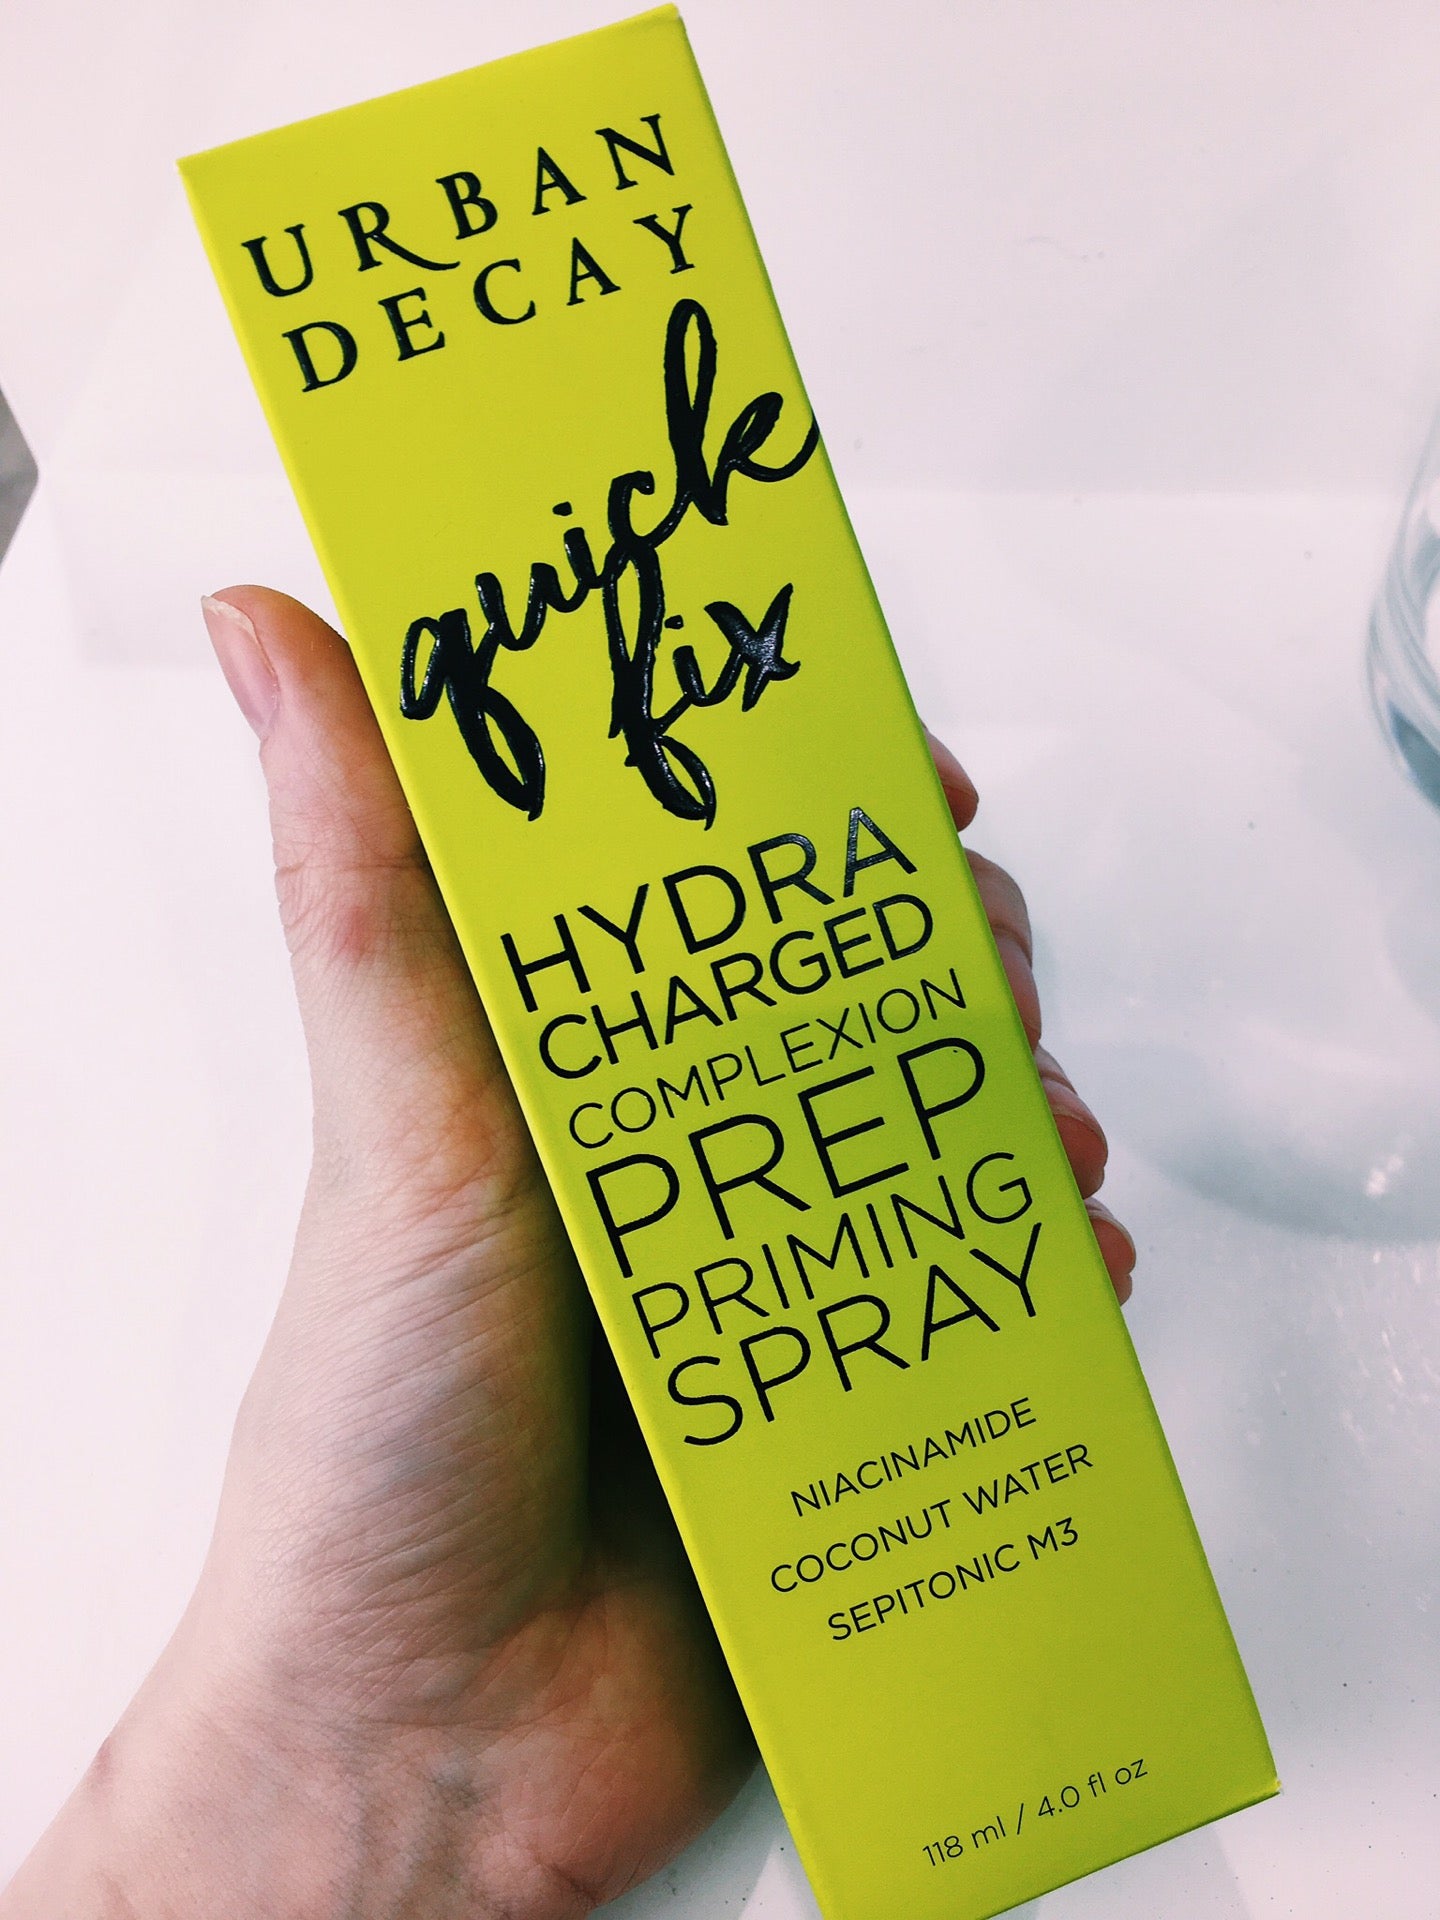 URBAN
DECAY
quick
fix
HYDRA
CHARGED
COMPLEXION
PREP
PRIMING
SPRAY
NIACINAMIDE
COCONUT WATER
SEPITONIC M3
118 ml / 4.0 fl oz